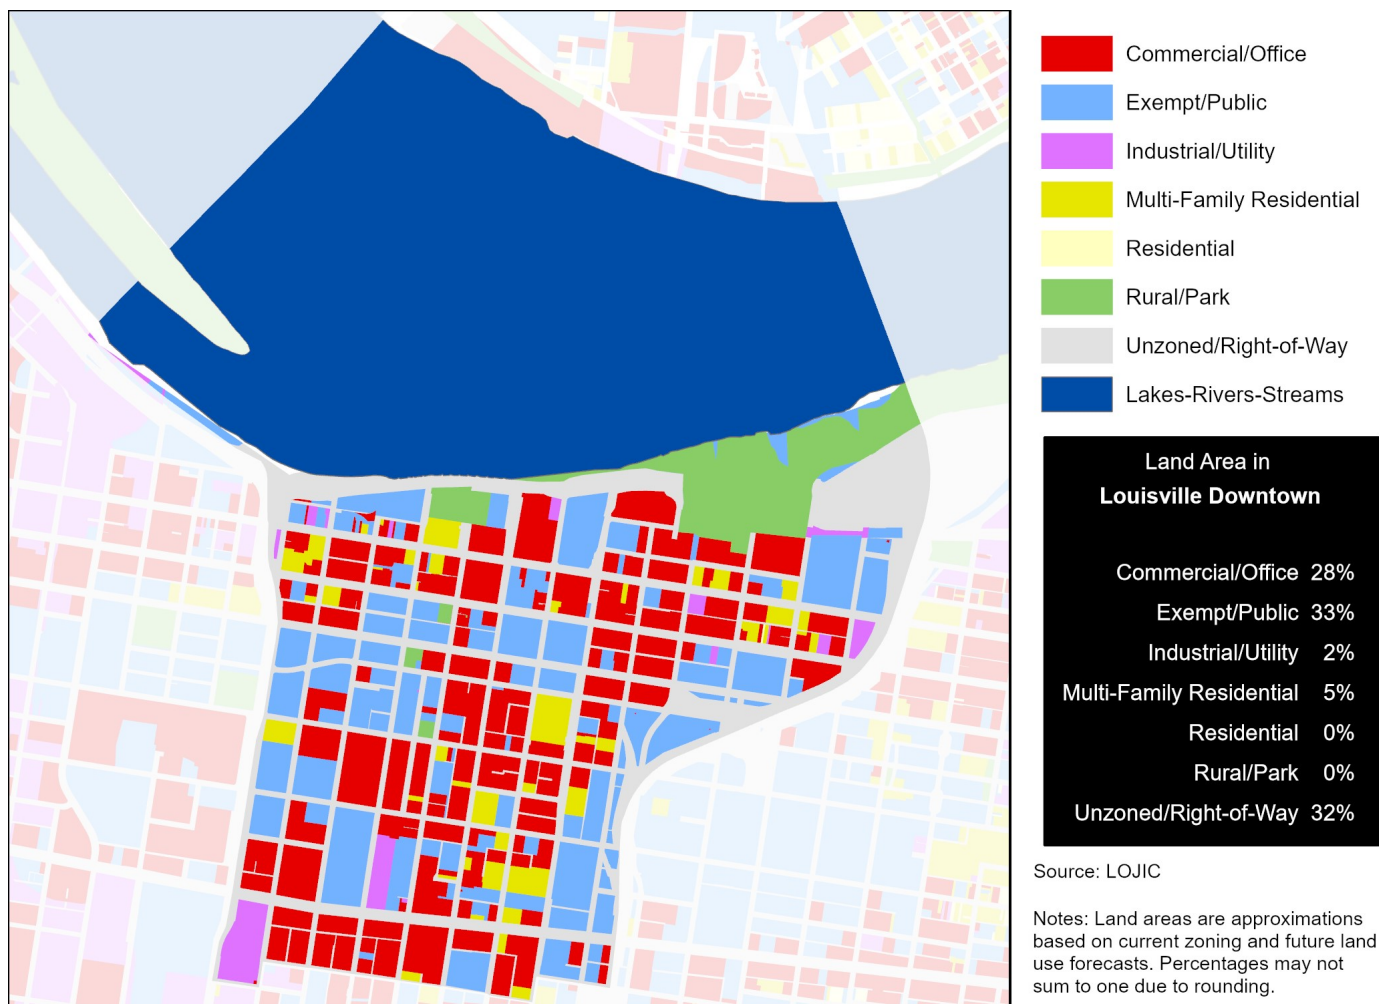 Commercial/Office
Exempt/Public
Industrial/Utility
Multi-Family Residential
Residential
Rural/Park
Unzoned/Right-of-Way
Lakes-Rivers-Streams
Land Area in
Louisville Downtown
Commercial/Office 28%
Exempt/Public 33%
Industrial/Utility 2%
Multi-Family Residential 5%
Residential 0%
Rural/Park 0%
Unzoned/Right-of-Way 32%
Source: LOJIC
Notes: Land areas are approximations
based on current zoning and future land
use forecasts. Percentages may not
sum to one due to rounding.